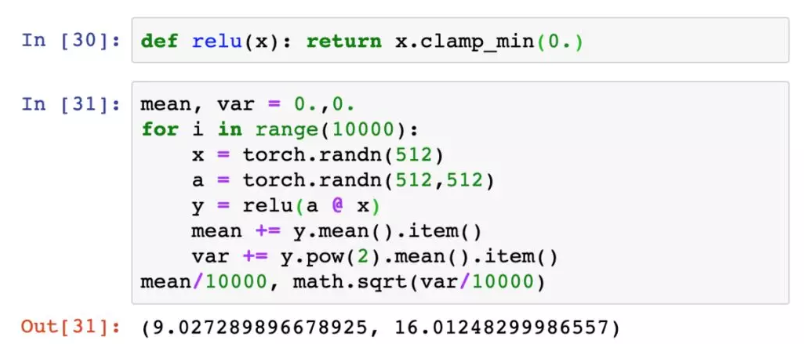 In [30]: def relu(x): return x.clamp_min(0.)
In [31]: mean, var = 0.,0.
for i in range(10000):
    x = torch.randn(512)
    a = torch.randn(512,512)
    y = relu(a @ x)
    mean += y.mean().item()
    var += y.pow(2).mean().item()
mean/10000, math.sqrt(var/10000)
Out[31]: (9.027289896678925, 16.01248299986557)